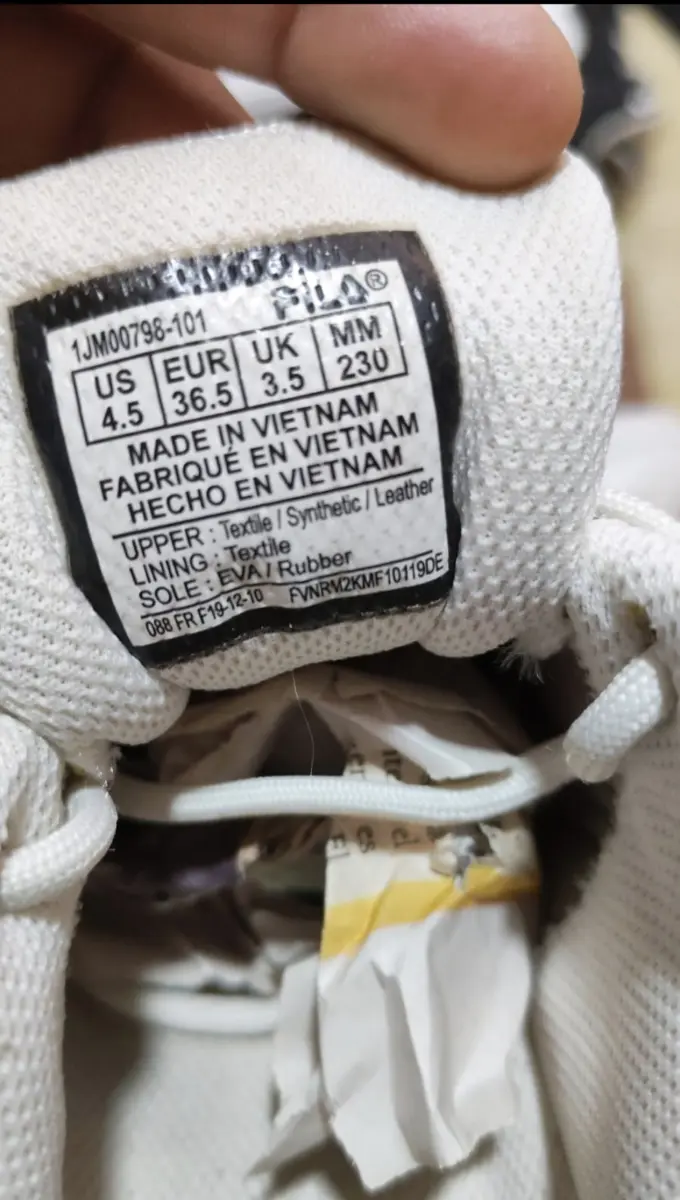 FILA®
1JM00798-101
US EUR UK MM
4.5 36.5 3.5 230
MADE IN VIETNAM
FABRIQUÉ EN VIETNAM
HECHO EN VIETNAM
UPPER : Textile / Synthetic / Leather
LINING : Textile
SOLE : EVA / Rubber
088 FR F19-12-10 FVNRM2KMF10119DE